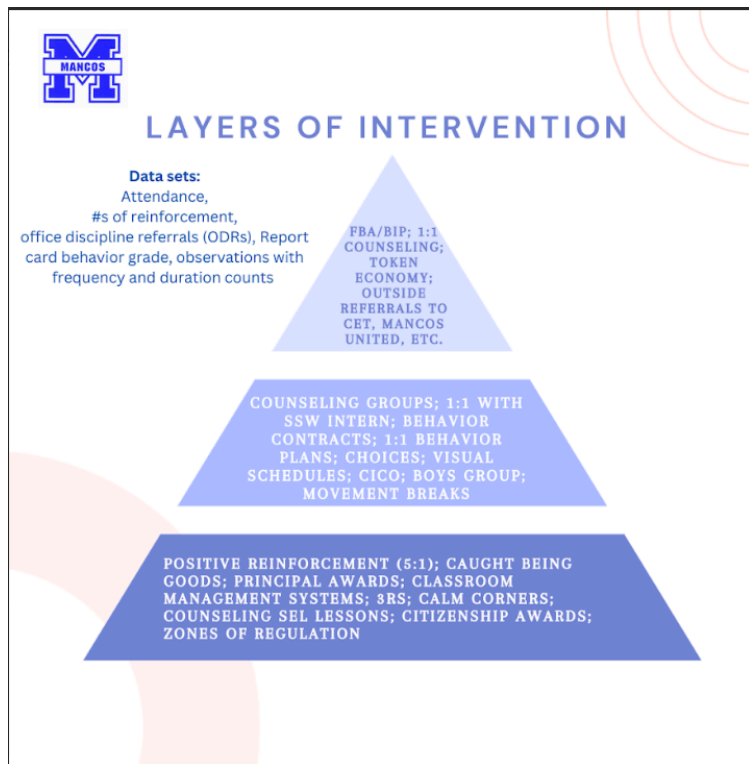 MANCOS
LAYERS OF INTERVENTION
Data sets:
Attendance,
#s of reinforcement,
office discipline referrals (ODRs), Report
card behavior grade, observations with
frequency and duration counts
FBA/BIP; 1:1
COUNSELING;
TOKEN
ECONOMY;
OUTSIDE
REFERRALS TO
CET, MANCOS
UNITED, ETC.
COUNSELING GROUPS; 1:1 WITH
SSW INTERN; BEHAVIOR
CONTRACTS; 1:1 BEHAVIOR
PLANS; CHOICES; VISUAL
SCHEDULES; CICO; BOYS GROUP;
MOVEMENT BREAKS
POSITIVE REINFORCEMENT (5:1); CAUGHT BEING
GOODS; PRINCIPAL AWARDS; CLASSROOM
MANAGEMENT SYSTEMS; 3RS; CALM CORNERS;
COUNSELING SEL LESSONS; CITIZENSHIP AWARDS;
ZONES OF REGULATION